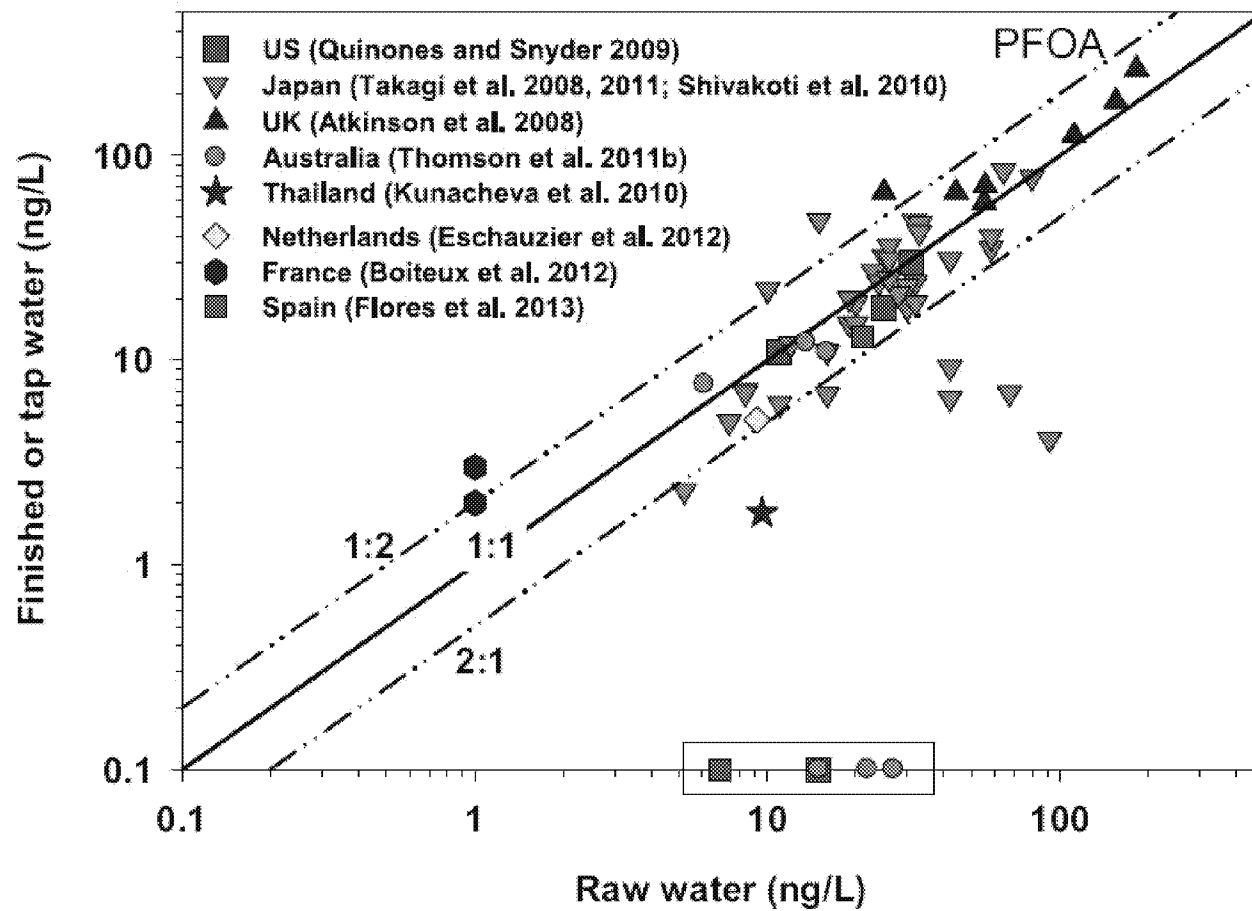 PFOA
US (Quinones and Snyder 2009)
Japan (Takagi et al. 2008, 2011; Shivakoti et al. 2010)
UK (Atkinson et al. 2008)
Australia (Thomson et al. 2011b)
Thailand (Kunacheva et al. 2010)
Netherlands (Eschauzier et al. 2012)
France (Boiteux et al. 2012)
Spain (Flores et al. 2013)
Finished or tap water (ng/L)
100
10
1
0.1
1:2
1:1
2:1
0.1
1
10
100
Raw water (ng/L)